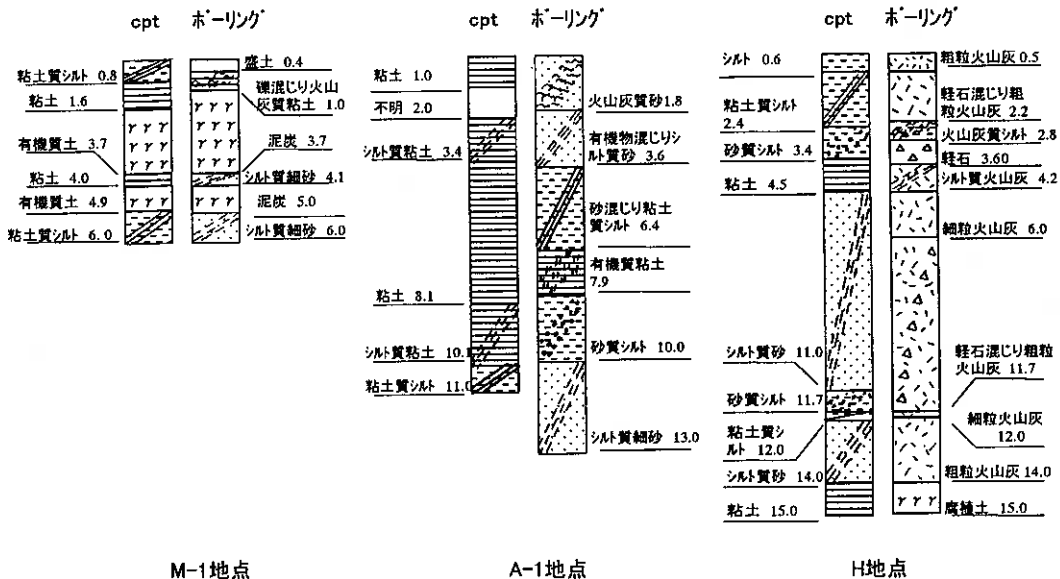 cpt ボーリング
粘土質シルト 0.8
粘土 1.6
有機質土 3.7
粘土 4.0
有機質土 4.9
粘土質シルト 6.0
盛土 0.4
礫混じり火山
灰質粘土 1.0
泥炭 3.7
シルト質細砂 4.1
泥炭 5.0
シルト質細砂 6.0
M-1地点
cpt ボーリング
粘土 1.0
不明 2.0
シルト質粘土 3.4
粘土 8.1
シルト質粘土 10.1
粘土質シルト 11.0
火山灰質砂 1.8
有機物混じりシ
ルト質砂 3.6
砂混じり粘土
質シルト 6.4
有機質粘土
7.9
砂質シルト 10.0
シルト質細砂 13.0
A-1地点
cpt ボーリング
シルト 0.6
粘土質シルト
2.4
砂質シルト 3.4
粘土 4.5
シルト質砂 11.0
砂質シルト 11.7
粘土質シ
ルト 12.0
シルト質砂 14.0
粘土 15.0
粗粒火山灰 0.5
軽石混じり粗
粒火山灰 2.2
火山灰質シルト 2.8
軽石 3.60
シルト質火山灰 4.2
細粒火山灰 6.0
軽石混じり粗粒
火山灰 11.7
細粒火山灰
12.0
粗粒火山灰 14.0
腐植土 15.0
H地点